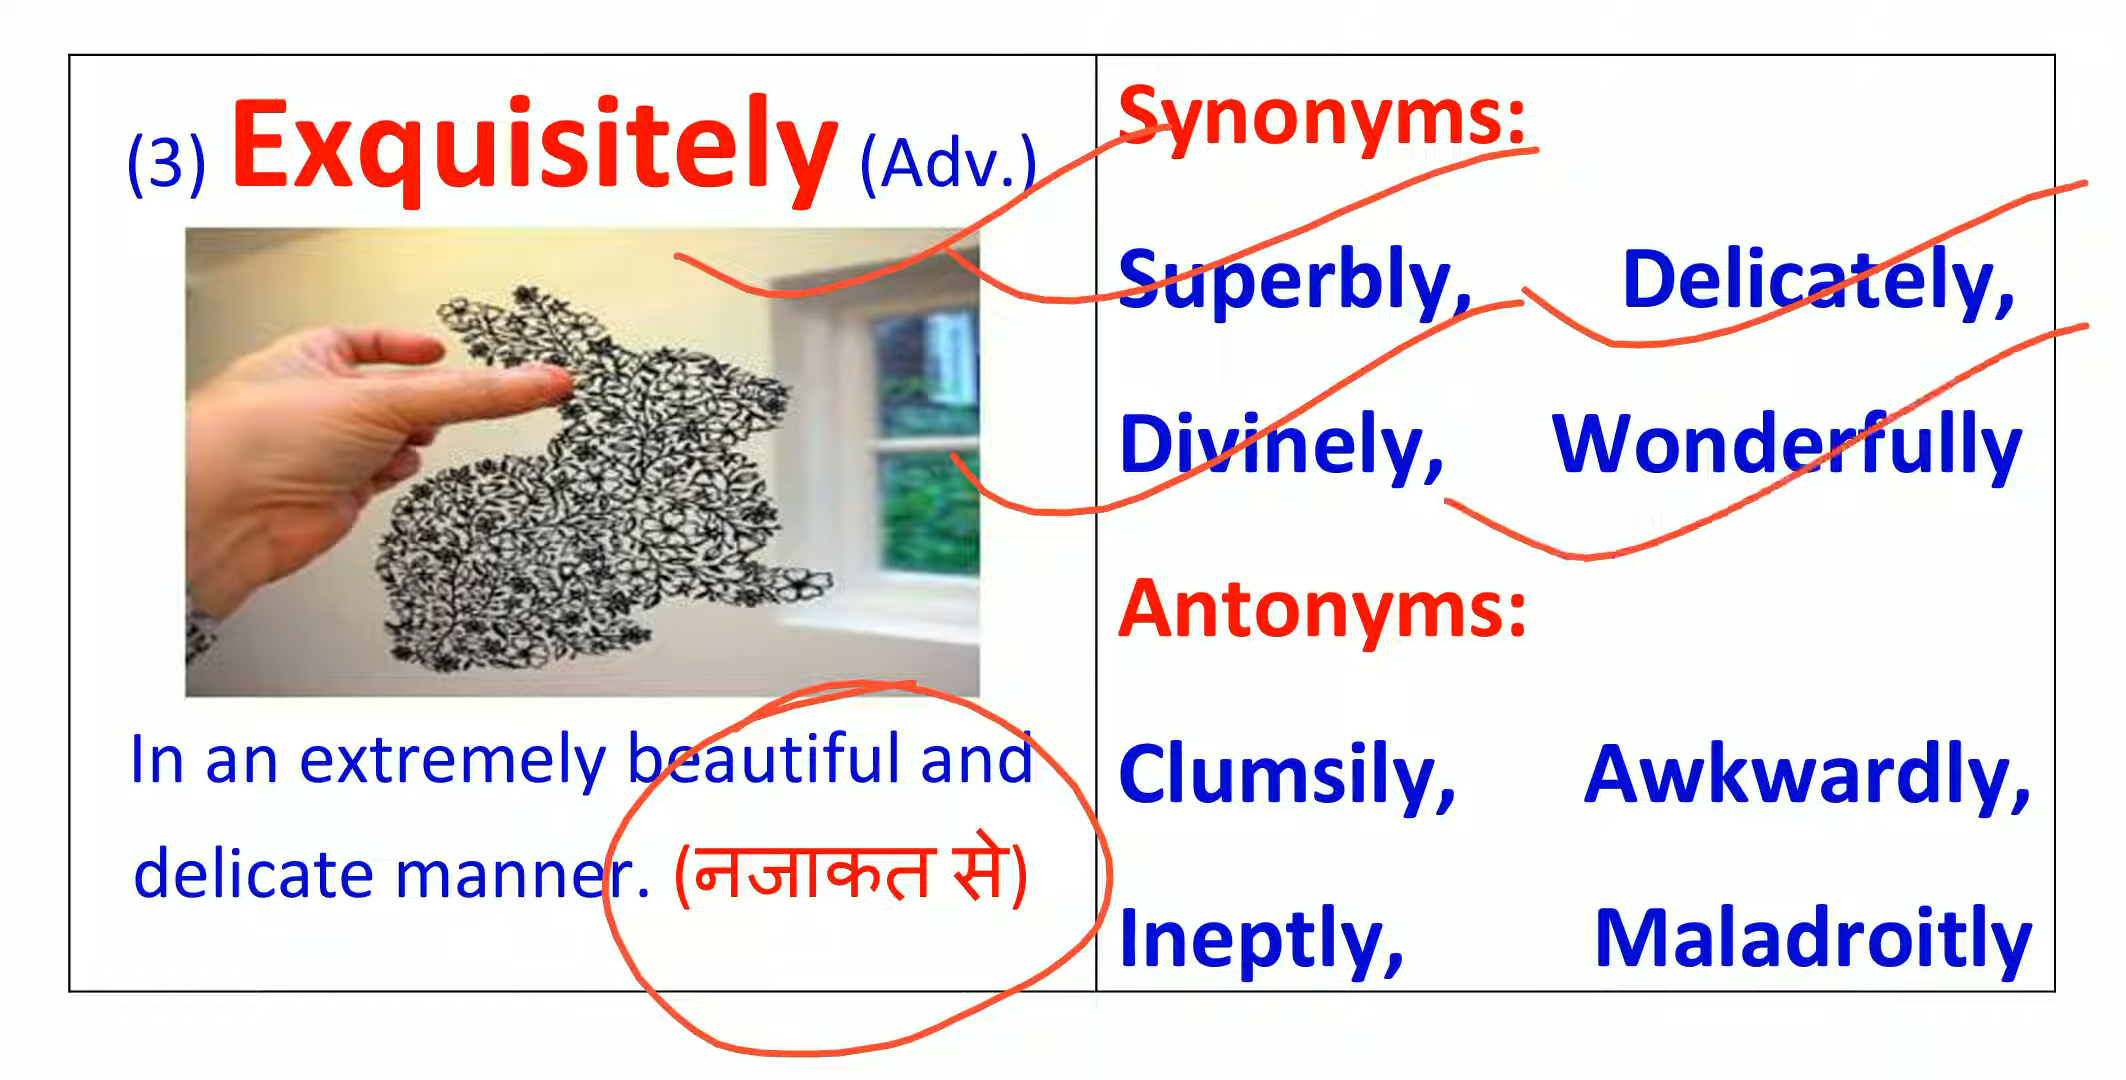 (3) Exquisitely (Adv.)
In an extremely beautiful and
delicate manner. (नजाकत से)
Synonyms:
Superbly, Delicately,
Divinely, Wonderfully
Antonyms:
Clumsily, Awkwardly,
Ineptly, Maladroitly